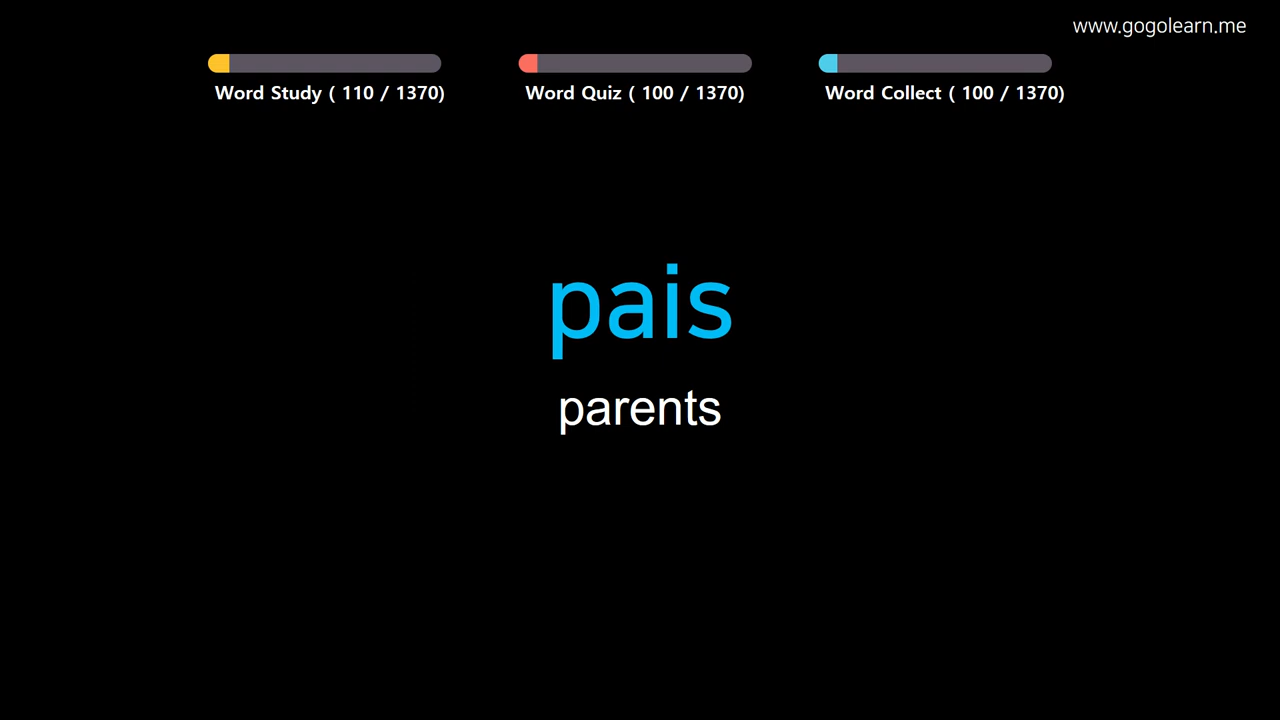 www.gogolearn.me
Word Study ( 110 / 1370)
Word Quiz ( 100 / 1370)
Word Collect ( 100 / 1370)
pais
parents